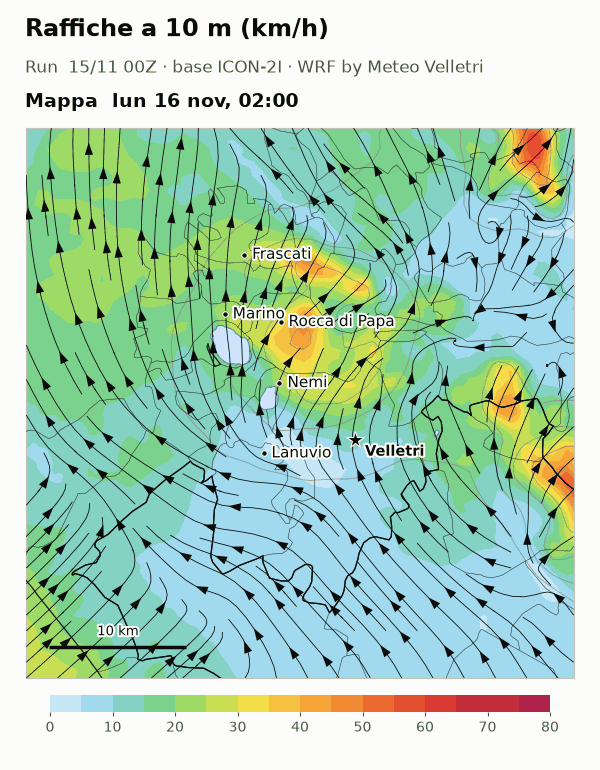 Raffiche a 10 m (km/h)
Run 15/11 00Z · base ICON-2I · WRF by Meteo Velletri
Mappa lun 16 nov, 02:00
Frascati
Marino
Rocca di Papa
Nemi
Velletri
Lanuvio
10 km
0 10 20 30 40 50 60 70 80